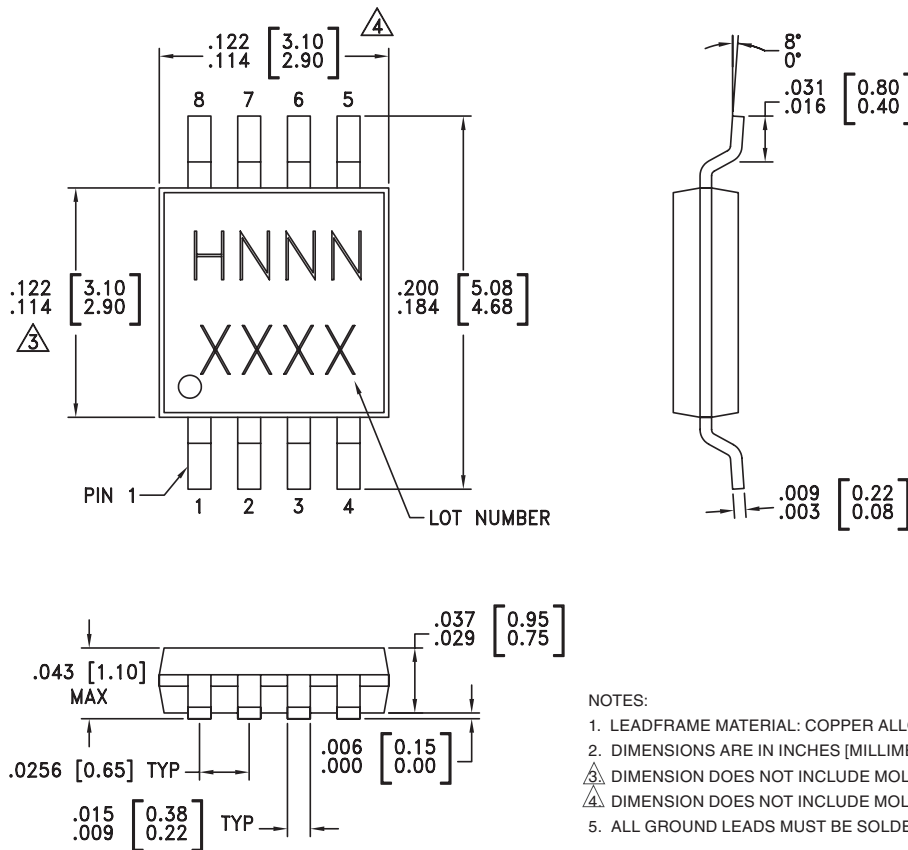 4
.122 [3.10]
.114 [2.90]
8°
0°
.031 [0.80]
.016 [0.40]
8 7 6 5
HNNN
XXXX
.122 [3.10]
.114 [2.90]
3
.200 [5.08]
.184 [4.68]
PIN 1
1 2 3 4
LOT NUMBER
.009 [0.22]
.003 [0.08]
.037 [0.95]
.029 [0.75]
.043 [1.10]
MAX
.006 [0.15]
.000 [0.00]
.0256 [0.65] TYP
.015 [0.38]
.009 [0.22]
TYP
NOTES:
1. LEADFRAME MATERIAL: COPPER
2. DIMENSIONS ARE IN INCHES
3. DIMENSION DOES NOT INCLUDE
4. DIMENSION DOES NOT INCLUDE
5. ALL GROUND LEADS MUST BE